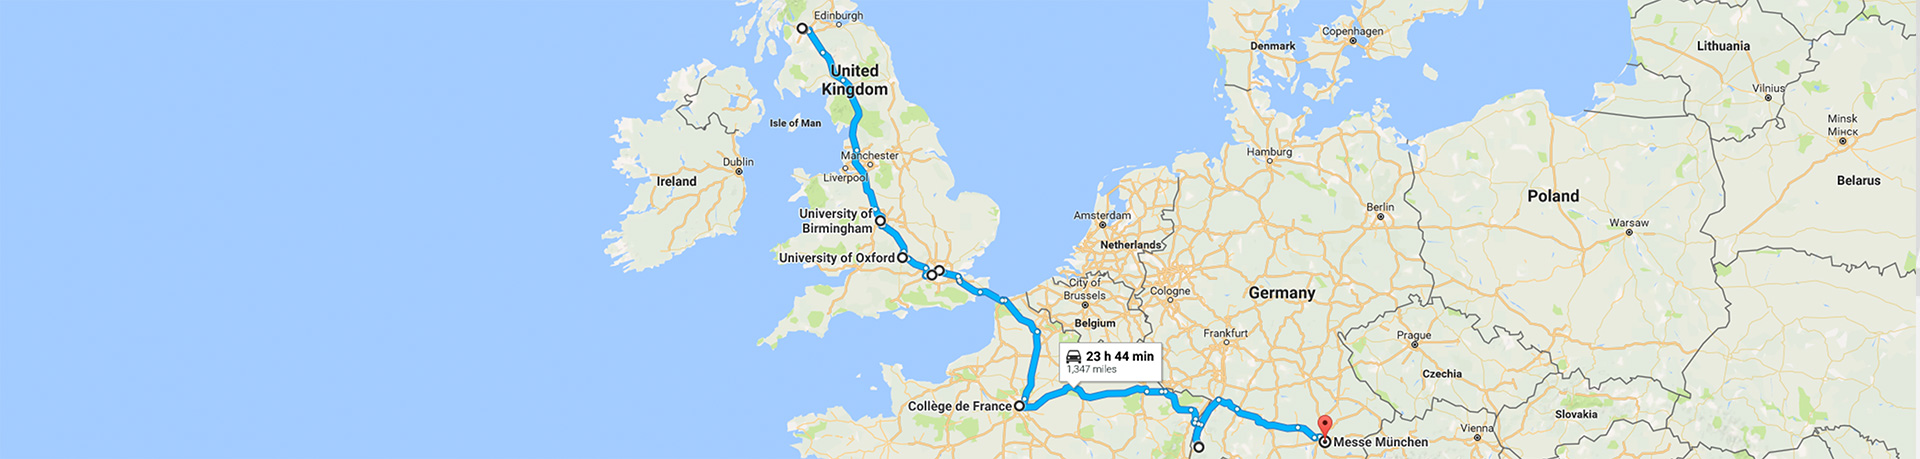 Edinburgh
United
Kingdom
Isle of Man
Manchester
Liverpool
Dublin
Ireland
University of
Birmingham
University of Oxford
Denmark
Copenhagen
Lithuania
Vilnius
Minsk
Мінск
Belarus
Hamburg
Berlin
Poland
Warsaw
Amsterdam
Netherlands
City of
Brussels
Belgium
Cologne
Germany
Frankfurt
Prague
Czechia
23 h 44 min
1,347 miles
Collège de France
Messe München
Vienna
Slovakia